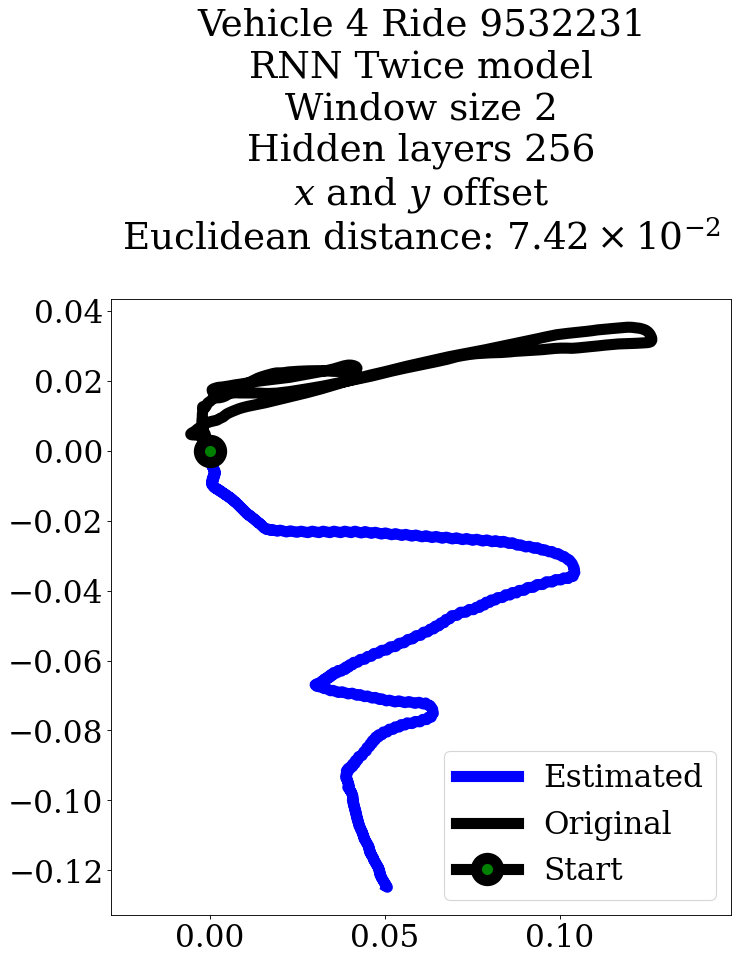 Vehicle 4 Ride 9532231
RNN Twice model
Window size 2
Hidden layers 256
x and y offset
Euclidean distance: 7.42 × 10⁻²
0.04
0.02
0.00
−0.02
−0.04
−0.06
−0.08
−0.10
−0.12
Estimated
Original
Start
0.00 0.05 0.10